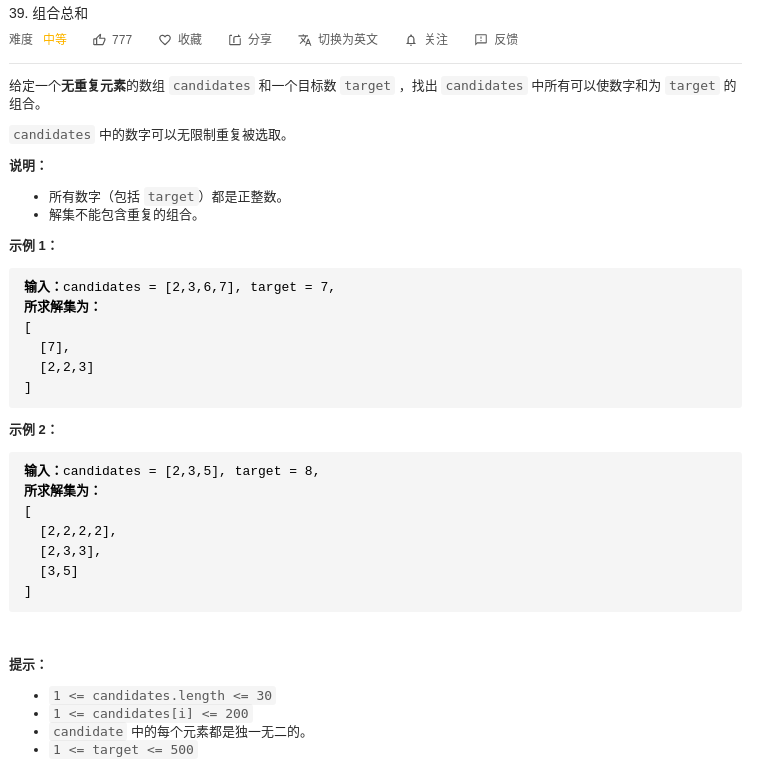 39. 组合总和
难度 中等 777 收藏 分享 切换为英文 关注 反馈
给定一个无重复元素的数组 candidates 和一个目标数 target ，找出 candidates 中所有可以使数字和为 target 的
组合。
candidates 中的数字可以无限制重复被选取。
说明：
• 所有数字（包括 target）都是正整数。
• 解集不能包含重复的组合。
示例 1：
输入：candidates = [2,3,6,7], target = 7,
所求解集为：
[
[7],
[2,2,3]
]
示例 2：
输入：candidates = [2,3,5], target = 8,
所求解集为：
[
[2,2,2,2],
[2,3,3],
[3,5]
]
提示：
• 1 <= candidates.length <= 30
• 1 <= candidates[i] <= 200
• candidate 中的每个元素都是独一无二的。
• 1 <= target <= 500